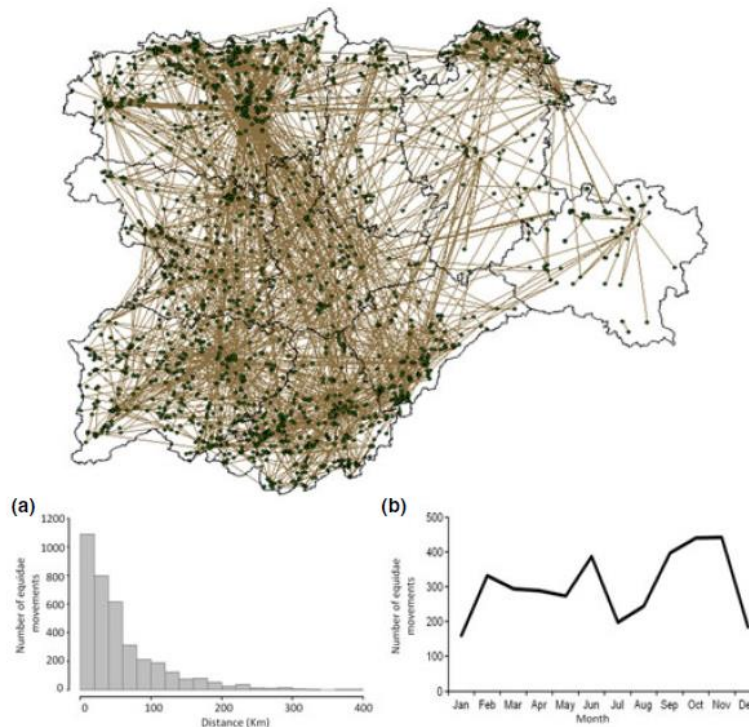 (a)
Number of equidae
movements
1200
1000
800
600
400
200
0
0 100 200 300 400
Distance (Km)
(b)
Number of equidae
movements
500
400
300
200
100
0
Jan Feb Mar Apr May Jun Jul Aug Sep Oct Nov De
Month